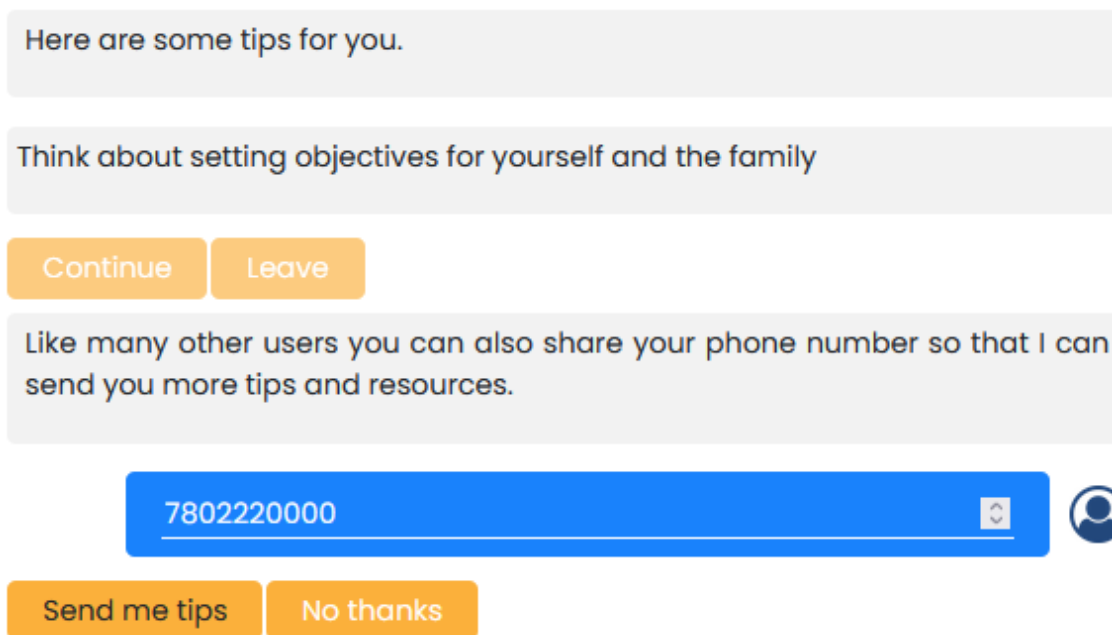 Here are some tips for you.
Think about setting objectives for yourself and the family
Continue Leave
Like many other users you can also share your phone number so that I can
send you more tips and resources.
7802220000
Send me tips No thanks